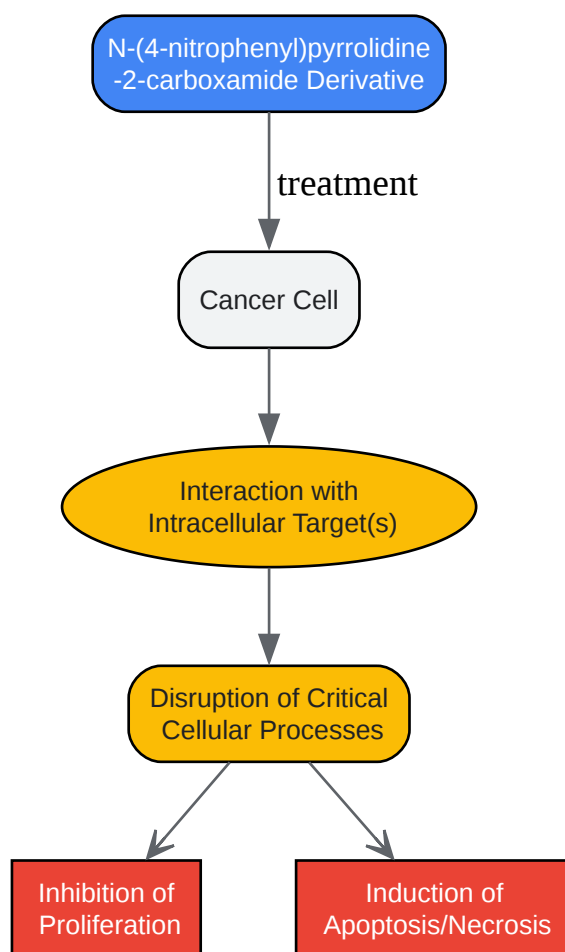 N-(4-nitrophenyl)pyrrolidine
-2-carboxamide Derivative
treatment
Cancer Cell
Interaction with
Intracellular Target(s)
Disruption of Critical
Cellular Processes
Inhibition of
Proliferation
Induction of
Apoptosis/Necrosis